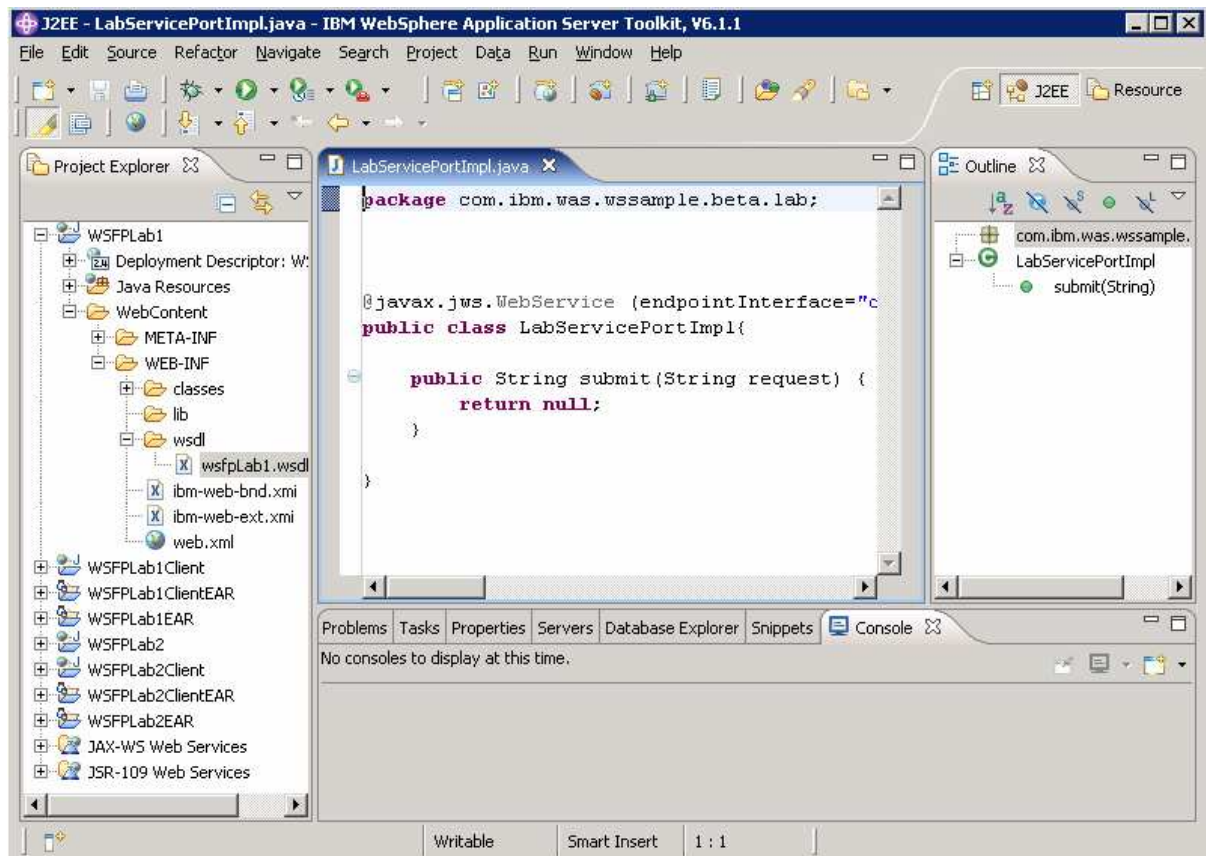 J2EE - LabServicePortImpl.java - IBM WebSphere Application Server Toolkit, V6.1.1
File Edit Source Refactor Navigate Search Project Data Run Window Help
J2EE Resource
Project Explorer
WSFPLab1
Deployment Descriptor: W
Java Resources
WebContent
META-INF
WEB-INF
classes
lib
wsdl
wsfpLab1.wsdl
ibm-web-bnd.xmi
ibm-web-ext.xmi
web.xml
WSFPLab1Client
WSFPLab1ClientEAR
WSFPLab1EAR
WSFPLab2
WSFPLab2Client
WSFPLab2ClientEAR
WSFPLab2EAR
JAX-WS Web Services
JSR-109 Web Services
LabServicePortImpl.java
package com.ibm.was.wssample.beta.lab;
@javax.jws.WebService (endpointInterface="c
public class LabServicePortImpl{
public String submit(String request) {
return null;
}
}
Outline
com.ibm.was.wssample.
LabServicePortImpl
submit(String)
Problems Tasks Properties Servers Database Explorer Snippets Console
No consoles to display at this time.
Writable Smart Insert 1 : 1